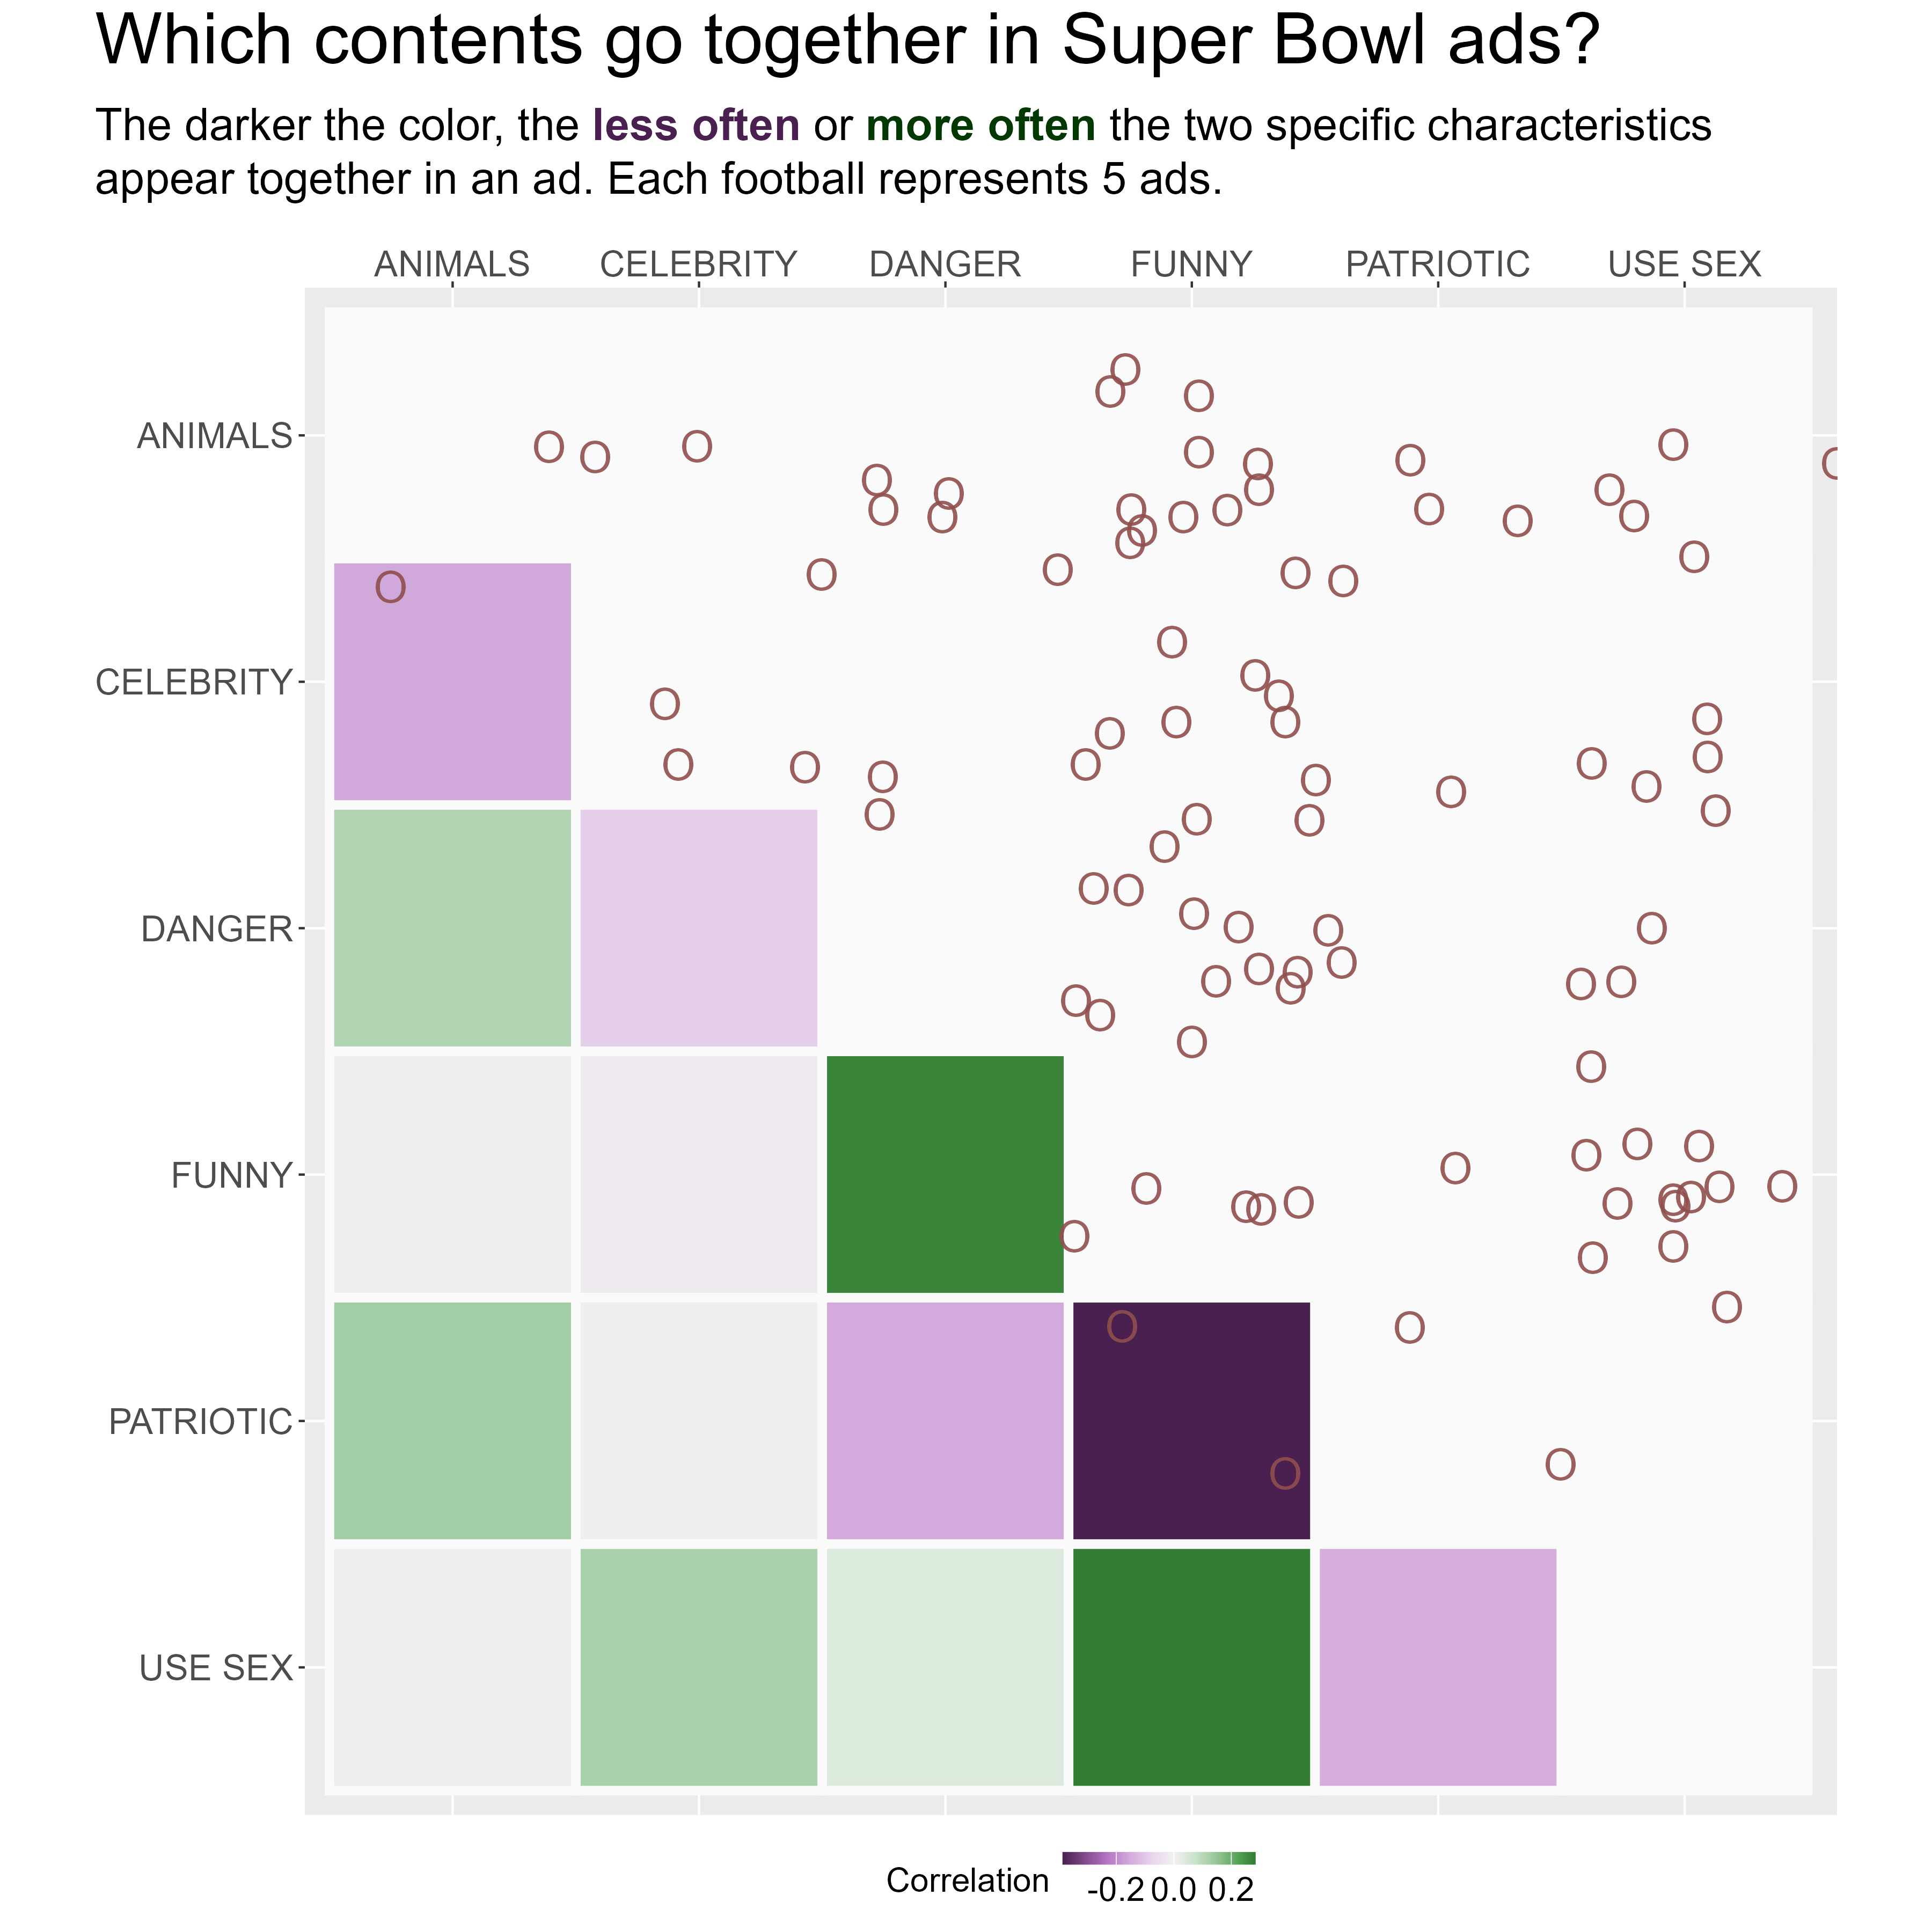 Which contents go together in Super Bowl ads?
The darker the color, the less often or more often the two specific characteristics
appear together in an ad. Each football represents 5 ads.
ANIMALS CELEBRITY DANGER FUNNY PATRIOTIC USE SEX
ANIMALS
CELEBRITY
DANGER
FUNNY
PATRIOTIC
USE SEX
Correlation
-0.2 0.0 0.2